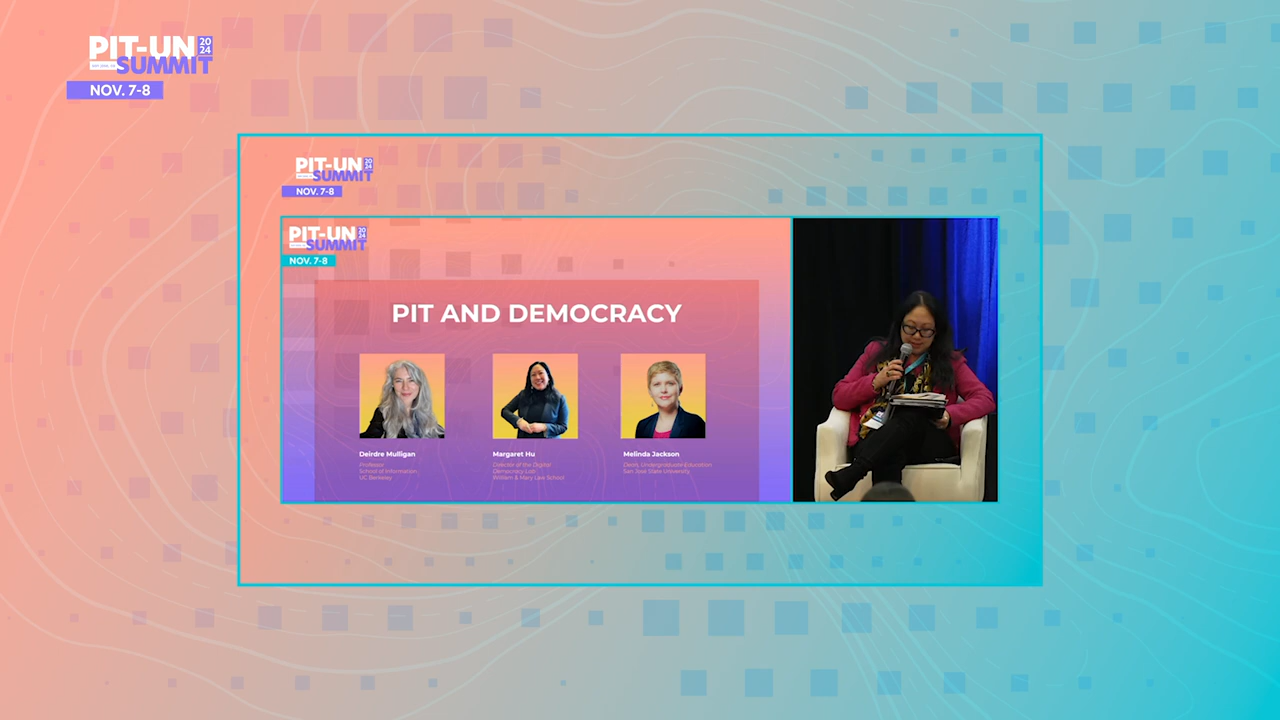 PIT-UN 2024
SUMMIT
NOV. 7-8
PIT-UN 2024
SUMMIT
NOV. 7-8
PIT-UN 2024
SUMMIT
NOV. 7-8
PIT AND DEMOCRACY
Deirdre Mulligan
Professor
School of Information
UC Berkeley
Margaret Hu
Director of the Digital
Democracy Lab
William & Mary Law School
Melinda Jackson
Dean, Undergraduate Education
San José State University